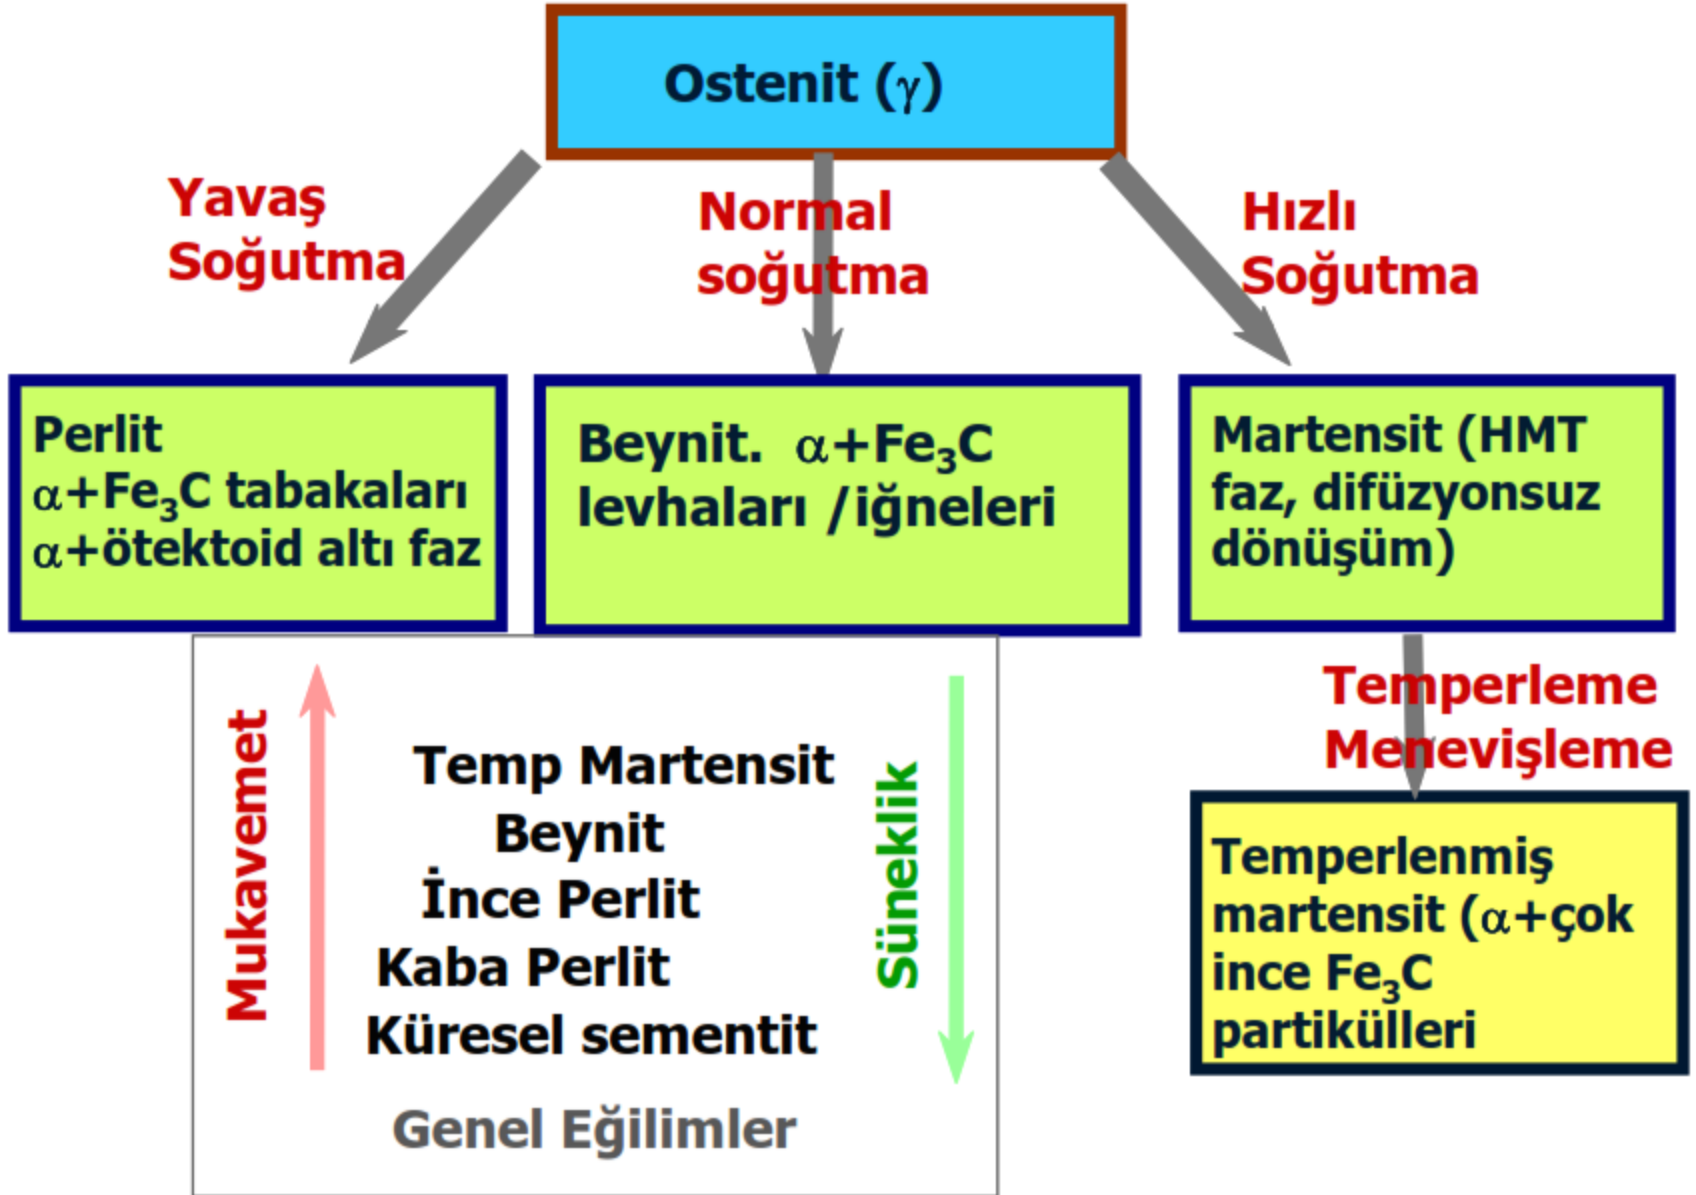 Ostenit (γ)
Yavaş
Soğutma
Normal
soğutma
Hızlı
Soğutma
Perlit
α+Fe₃C tabakaları
α+ötektoid altı faz
Beynit. α+Fe₃C
levhaları /iğneleri
Martensit (HMT
faz, difüzyonsuz
dönüşüm)
Mukavemet
Temp Martensit
Beynit
İnce Perlit
Kaba Perlit
Küresel sementit
Süneklik
Genel Eğilimler
Temperleme
Menevişleme
Temperlenmiş
martensit (α+çok
ince Fe₃C
partikülleri